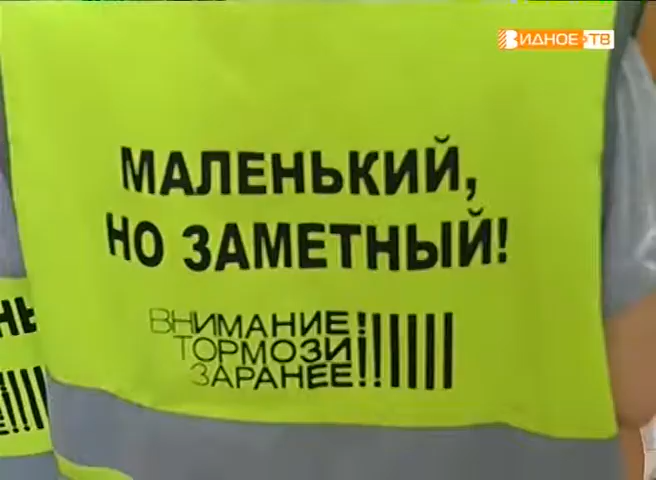 ВИДНОЕ ТВ
МАЛЕНЬКИЙ,
НО ЗАМЕТНЫЙ!
ВНИМАНИЕ
ТОРМОЗИ
ЗАРАНЕЕ!!